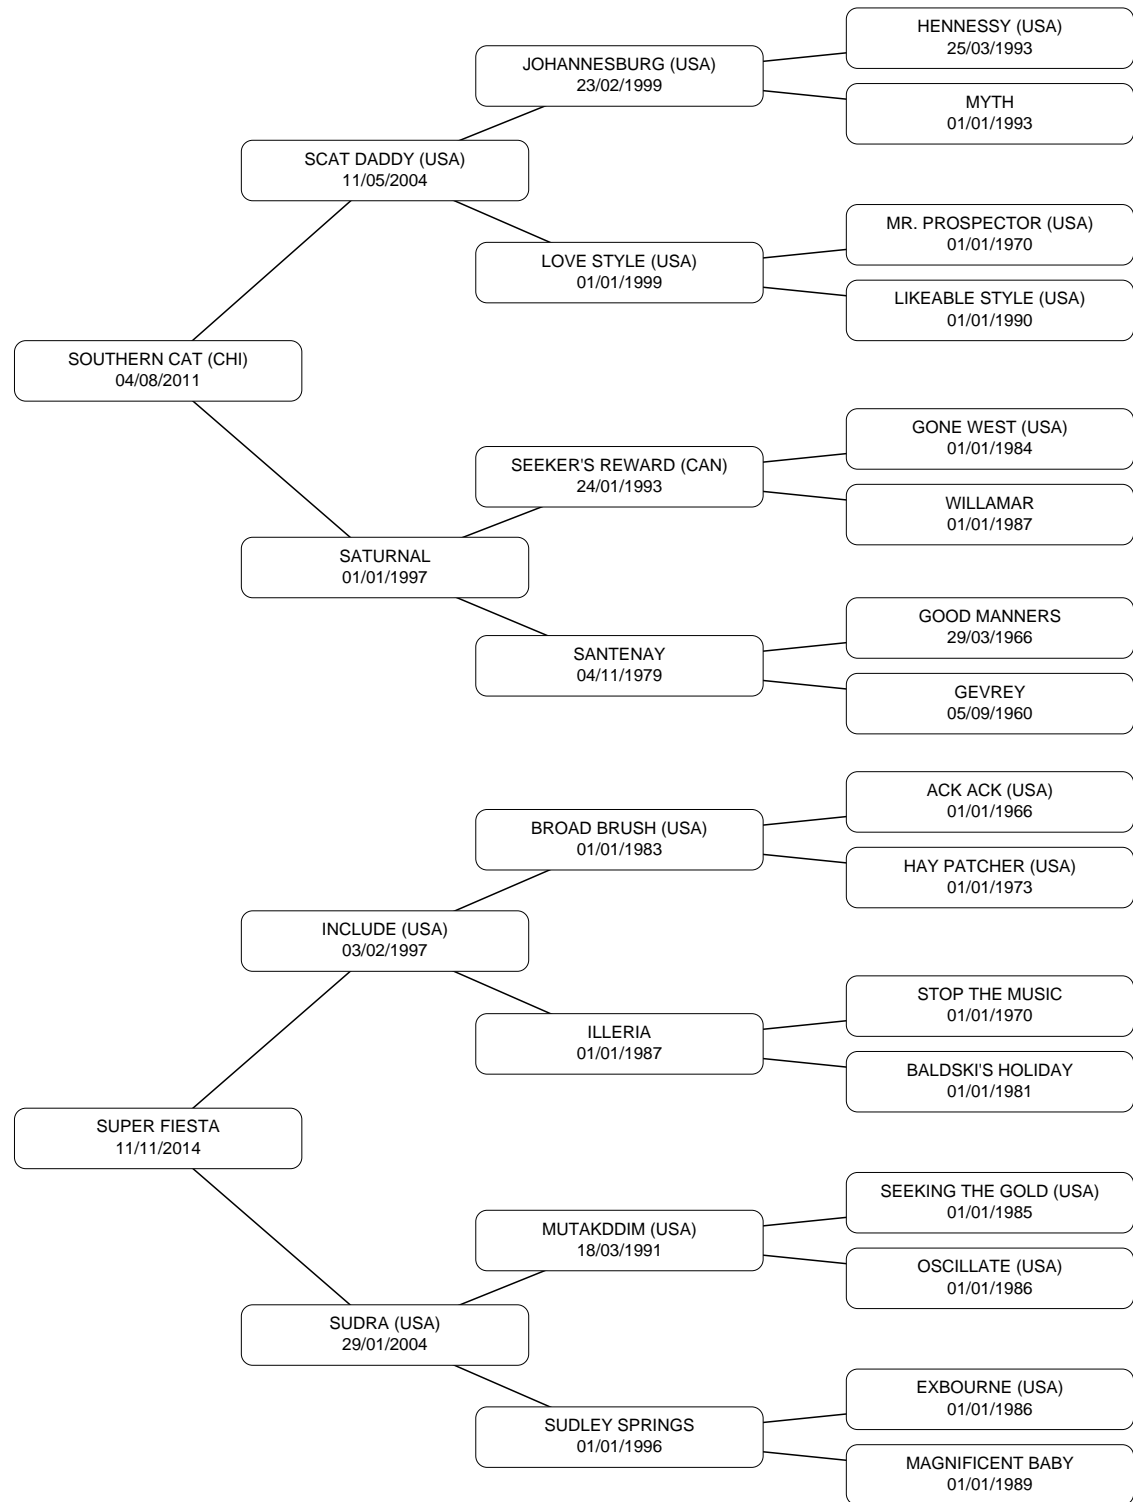 HENNESSY (USA)
25/03/1993
JOHANNESBURG (USA)
23/02/1999
MYTH
01/01/1993
SCAT DADDY (USA)
11/05/2004
MR. PROSPECTOR (USA)
01/01/1970
LOVE STYLE (USA)
01/01/1999
LIKEABLE STYLE (USA)
01/01/1990
SOUTHERN CAT (CHI)
04/08/2011
GONE WEST (USA)
01/01/1984
SEEKER'S REWARD (CAN)
24/01/1993
WILLAMAR
01/01/1987
SATURNAL
01/01/1997
GOOD MANNERS
29/03/1966
SANTENAY
04/11/1979
GEVREY
05/09/1960
ACK ACK (USA)
01/01/1966
BROAD BRUSH (USA)
01/01/1983
HAY PATCHER (USA)
01/01/1973
INCLUDE (USA)
03/02/1997
STOP THE MUSIC
01/01/1970
ILLERIA
01/01/1987
BALDSKI'S HOLIDAY
01/01/1981
SUPER FIESTA
11/11/2014
SEEKING THE GOLD (USA)
01/01/1985
MUTAKDDIM (USA)
18/03/1991
OSCILLATE (USA)
01/01/1986
SUDRA (USA)
29/01/2004
EXBOURNE (USA)
01/01/1986
SUDLEY SPRINGS
01/01/1996
MAGNIFICENT BABY
01/01/1989